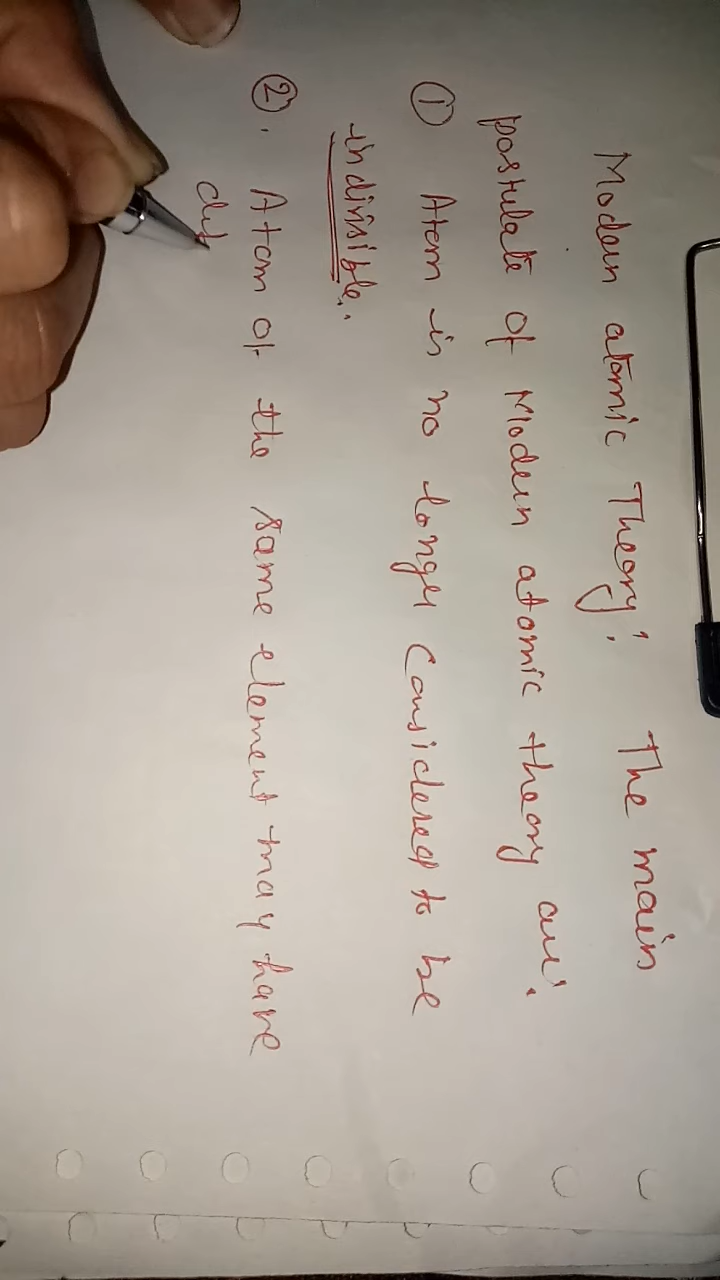 Modern atomic Theory: The main
postulate of Modern atomic theory are:
① Atom is no longer considered to be
indivisible.
②. Atom of the same element may have
dif